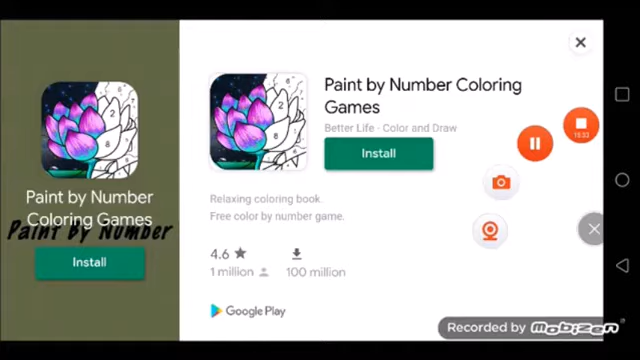 Paint by Number
Coloring Games
Paint by Number
Install
Paint by Number Coloring
Games
Better Life - Color and Draw
Install
Relaxing coloring book.
Free color by number game.
4.6
1 million
100 million
Google Play
15:33
Recorded by Mobizen